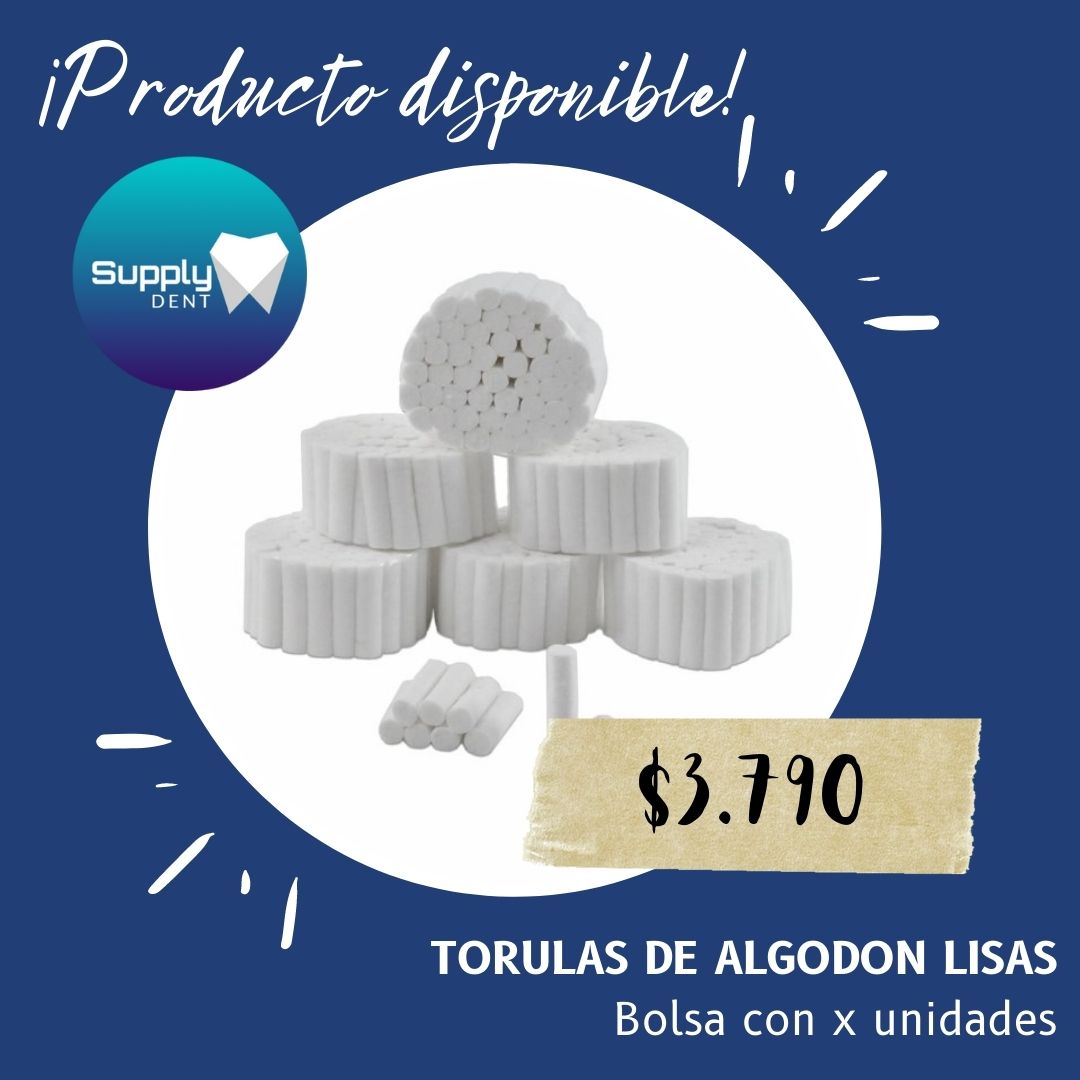 ¡Producto disponible!
Supply
DENT
$3.790
TORULAS DE ALGODON LISAS
Bolsa con x unidades